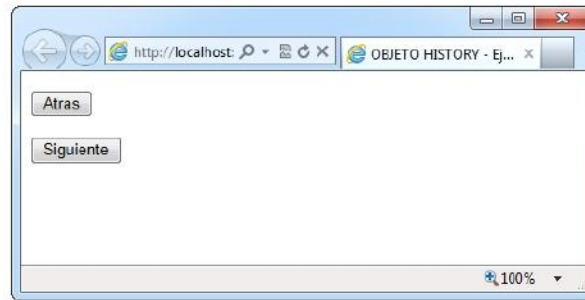 http://localhost:
OBJETO HISTORY - Ej...
Atras
Siguiente
100%